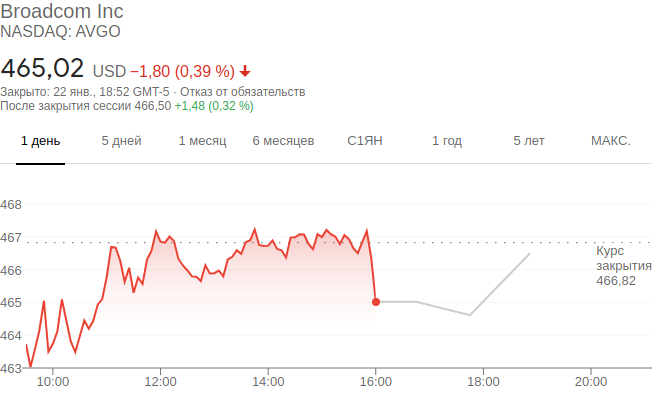 Broadcom Inc
NASDAQ: AVGO
465,02 USD −1,80 (0,39 %)
Закрыто: 22 янв., 18:52 GMT-5 · Отказ от обязательств
После закрытия сессии 466,50 +1,48 (0,32 %)
1 день 5 дней 1 месяц 6 месяцев С1ЯН 1 год 5 лет МАКС.
468
467
466
465
464
463
Курс
закрытия
466,82
10:00 12:00 14:00 16:00 18:00 20:00